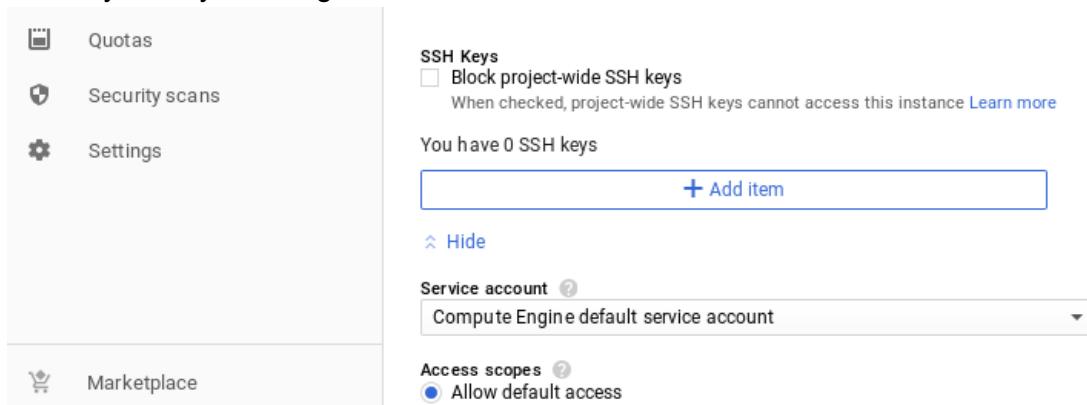 Quotas
Security scans
Settings
Marketplace
SSH Keys
Block project-wide SSH keys
When checked, project-wide SSH keys cannot access this instance Learn more
You have 0 SSH keys
+ Add item
Hide
Service account ?
Compute Engine default service account
Access scopes ?
Allow default access